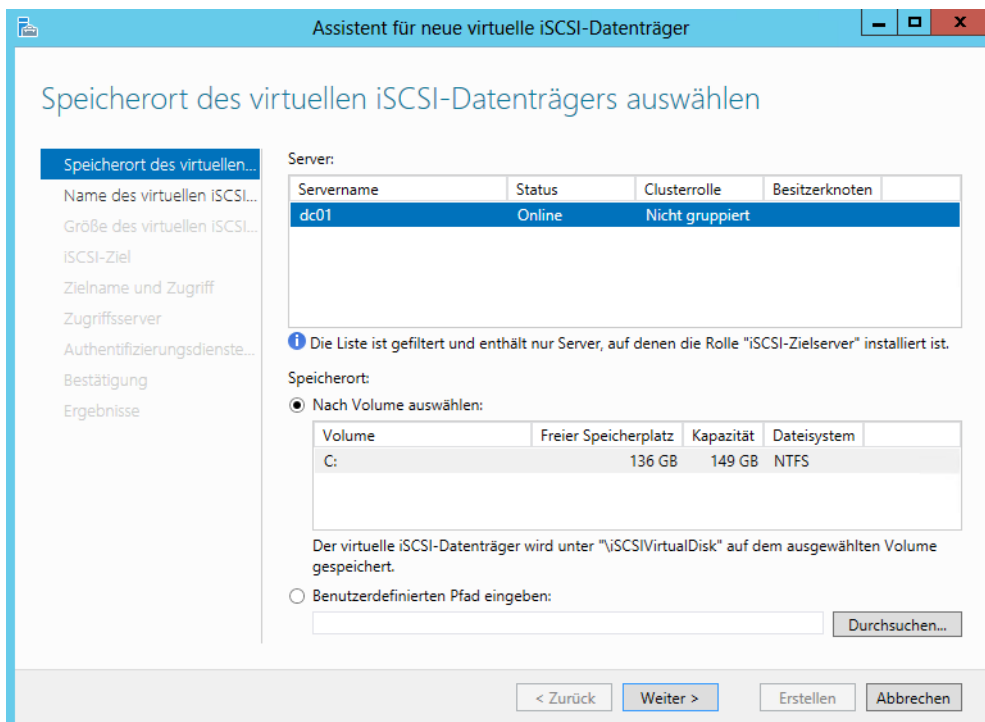 Assistent für neue virtuelle iSCSI-Datenträger
Speicherort des virtuellen iSCSI-Datenträgers auswählen
Speicherort des virtuellen...
Name des virtuellen iSCSI...
Größe des virtuellen iSCSI...
iSCSI-Ziel
Zielname und Zugriff
Zugriffsserver
Authentifizierungsdienste...
Bestätigung
Ergebnisse
Server:
Servername Status Clusterrolle Besitzerknoten
dc01 Online Nicht gruppiert
Die Liste ist gefiltert und enthält nur Server, auf denen die Rolle "iSCSI-Zielserver" installiert ist.
Speicherort:
Nach Volume auswählen:
Volume Freier Speicherplatz Kapazität Dateisystem
C: 136 GB 149 GB NTFS
Der virtuelle iSCSI-Datenträger wird unter "\iSCSIVirtualDisk" auf dem ausgewählten Volume
gespeichert.
Benutzerdefinierten Pfad eingeben:
Durchsuchen...
< Zurück Weiter > Erstellen Abbrechen